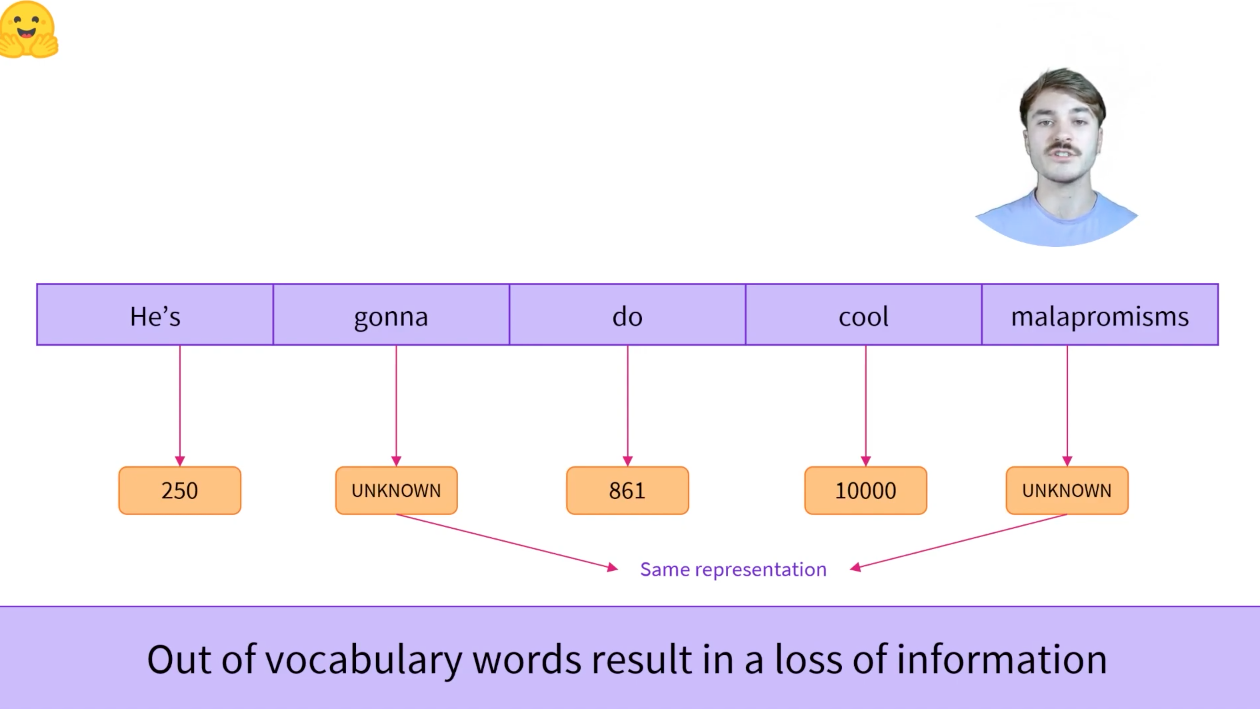 He’s gonna do cool malapromisms
250 UNKNOWN 861 10000 UNKNOWN
Same representation
Out of vocabulary words result in a loss of information